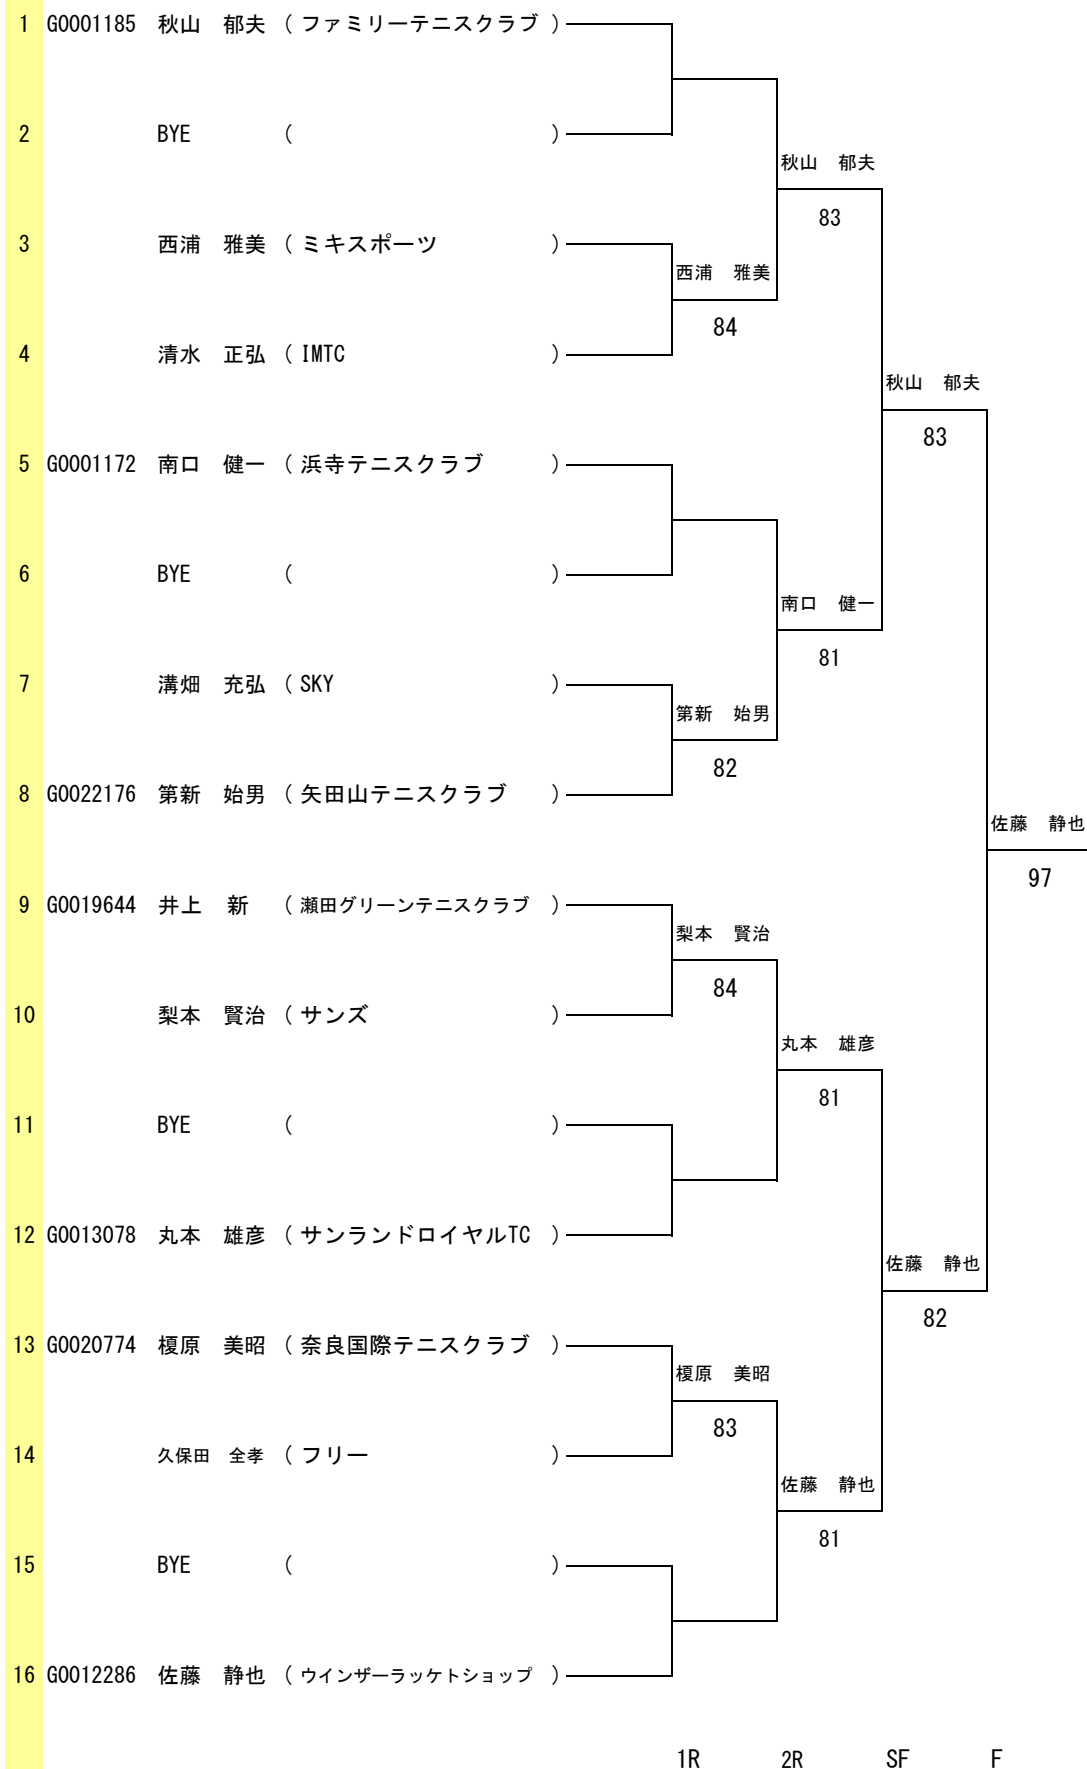 1 G0001185 秋山　郁夫 ( ファミリーテニスクラブ )
2 BYE ( )
秋山　郁夫
83
3 西浦　雅美 ( ミキスポーツ )
西浦　雅美
84
4 清水　正弘 ( IMTC )
秋山　郁夫
83
5 G0001172 南口　健一 ( 浜寺テニスクラブ )
6 BYE ( )
南口　健一
81
7 溝畑　充弘 ( SKY )
第新　始男
82
8 G0022176 第新　始男 ( 矢田山テニスクラブ )
佐藤　静也
97
9 G0019644 井上　新 ( 瀬田グリーンテニスクラブ )
梨本　賢治
84
10 梨本　賢治 ( サンズ )
丸本　雄彦
81
11 BYE ( )
12 G0013078 丸本　雄彦 ( サンランドロイヤルTC )
佐藤　静也
82
13 G0020774 榎原　美昭 ( 奈良国際テニスクラブ )
榎原　美昭
83
14 久保田　全孝 ( フリー )
佐藤　静也
81
15 BYE ( )
16 G0012286 佐藤　静也 ( ウインザーラッケトショップ )
1R 2R SF F